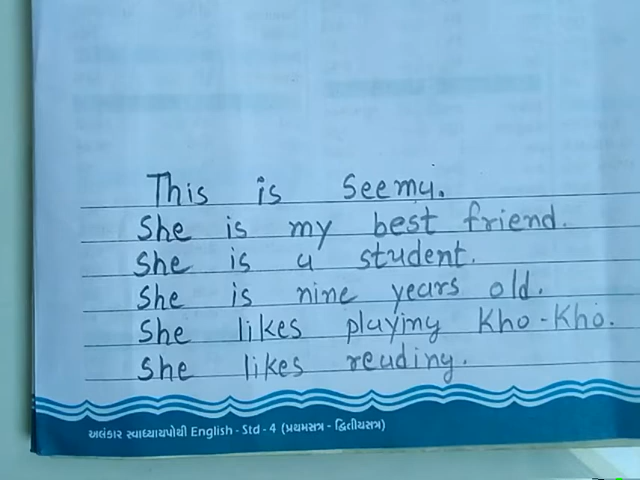 This is Seema.
She is my best friend.
She is a student.
She is nine years old.
She likes playing Kho-Kho.
She likes reading.
અલંકાર સ્વાધ્યાયપોથી English - Std - 4 (પ્રથમસત્ર - દ્વિતીયસત્ર)